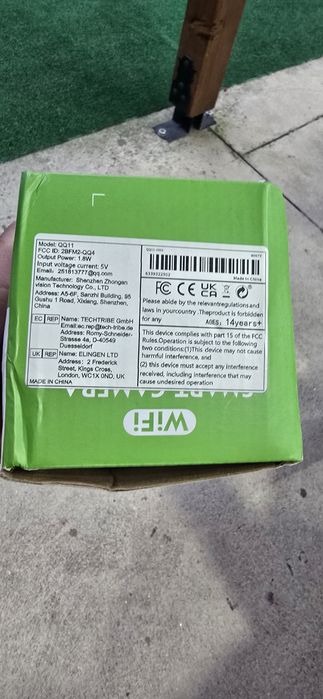 Model: QQ11
FCC ID: 2BFM2-QQ4
Output Power: 1.8W
Input voltage current: 5V
Email: 251813777@qq.com
Manufacturer: Shenzhen Zhongan
vision Technology Co., LTD
Address: A5-6F, Sanzhi Building, 95
Gushu 1 Road, Xixiang, Shenzhen,
China
EC REP Name: TECHTRIBE GmbH
Email:ec.rep@tech-tribe.de
Address: Romy-Schneider-
Strasse 4d, D-40549
Duesseldorf
UK REP Name: ELINGEN LTD
Address: 2 Frederick
Street, Kings Cross,
London, WC1X 0ND, UK
MADE IN CHINA
Made in China
FC CE UK CA
Please abide by the relevantregulations and
laws in yourcountry .Theproduct is forbidden
for any
AGES: 14years+
This device complies with part 15 of the FCC
Rules.Operation is subject to the following
two conditions:(1)This device may not cause
harmful interference, and
(2) this device must accept any interference
received, including interference that may
cause undesired operation
SMART CAMERA
WiFi